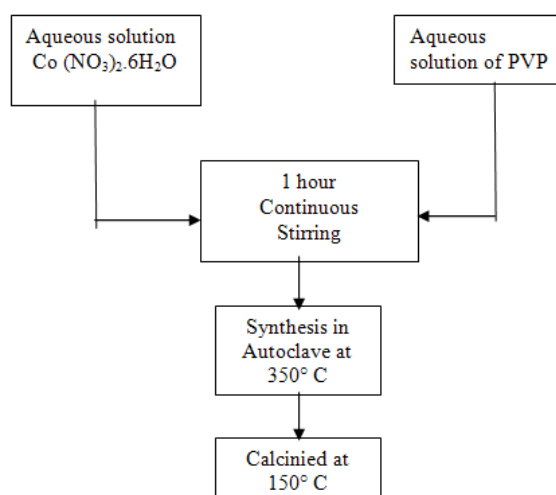 Aqueous solution
Co (NO₃)₂.6H₂O
Aqueous
solution of PVP
1 hour
Continuous
Stirring
Synthesis in
Autoclave at
350° C
Calcinied at
150° C